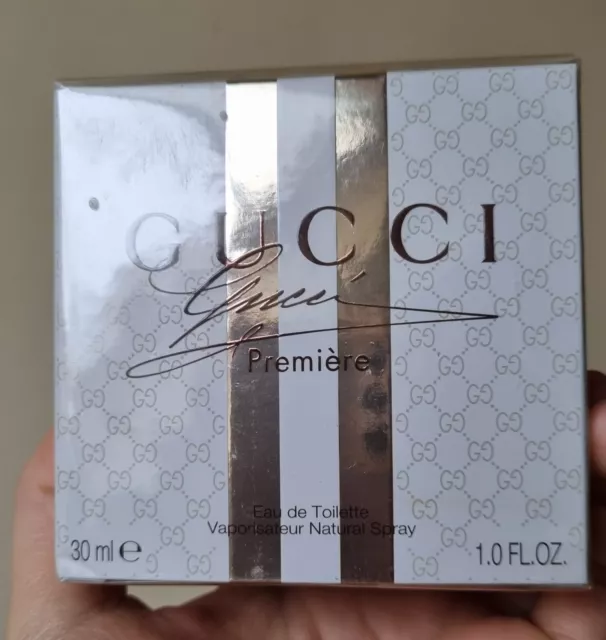 GUCCI
Gucci
Première
Eau de Toilette
Vaporisateur Natural Spray
30 ml ℮
1.0 FL.OZ.